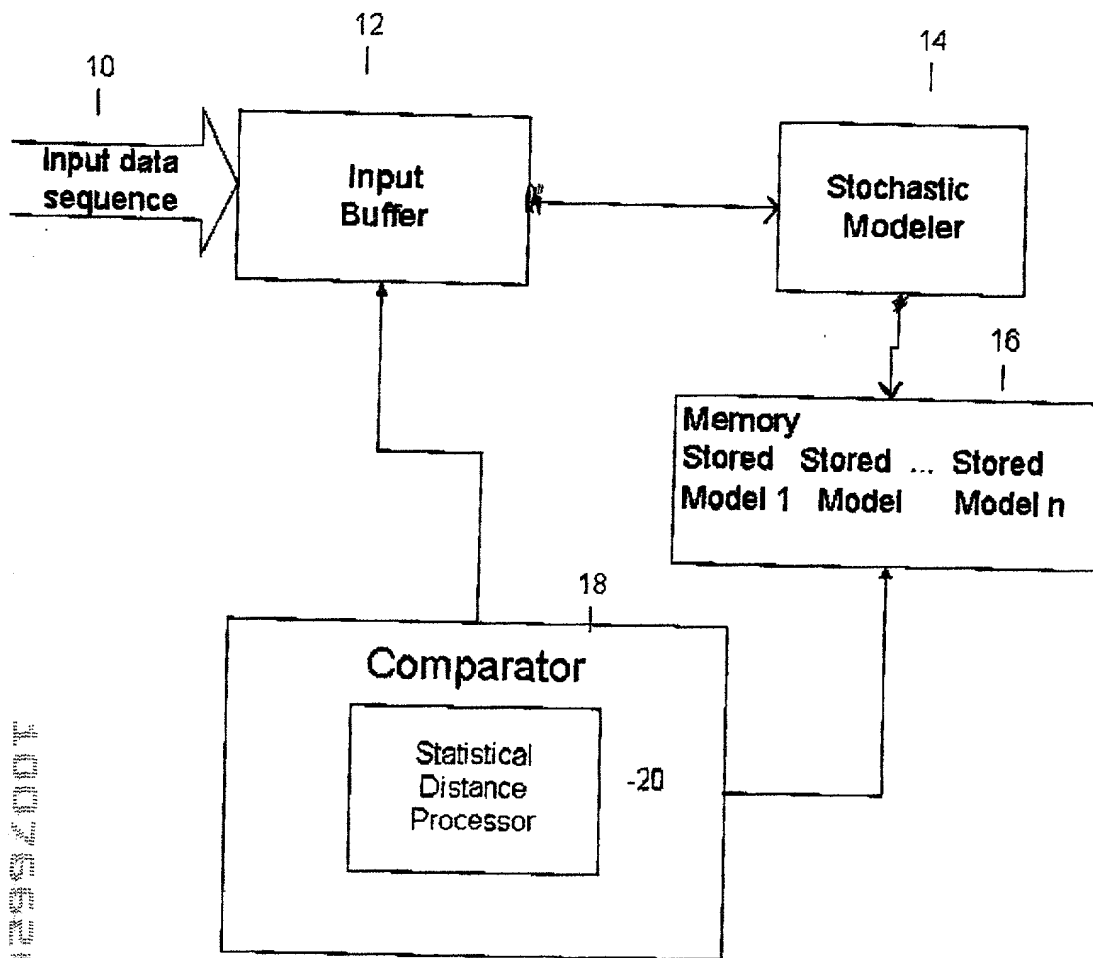 10
12
14
Input data
sequence
Input
Buffer
Stochastic
Modeler
16
Memory
Stored Stored ... Stored
Model 1 Model Model n
18
Comparator
Statistical
Distance
Processor
-20